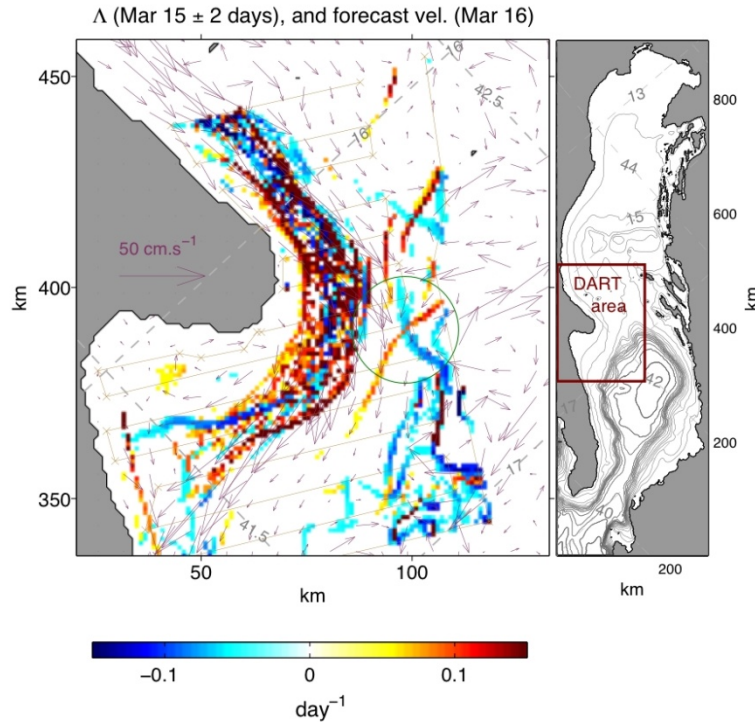 Λ (Mar 15 ± 2 days), and forecast vel. (Mar 16)
450
400
350
km
50
100
km
50 cm.s⁻¹
16
16
42.5
17
41.5
13
44
15
DART
area
42
17
40
800
600
400
200
km
200
km
−0.1
0
0.1
day⁻¹